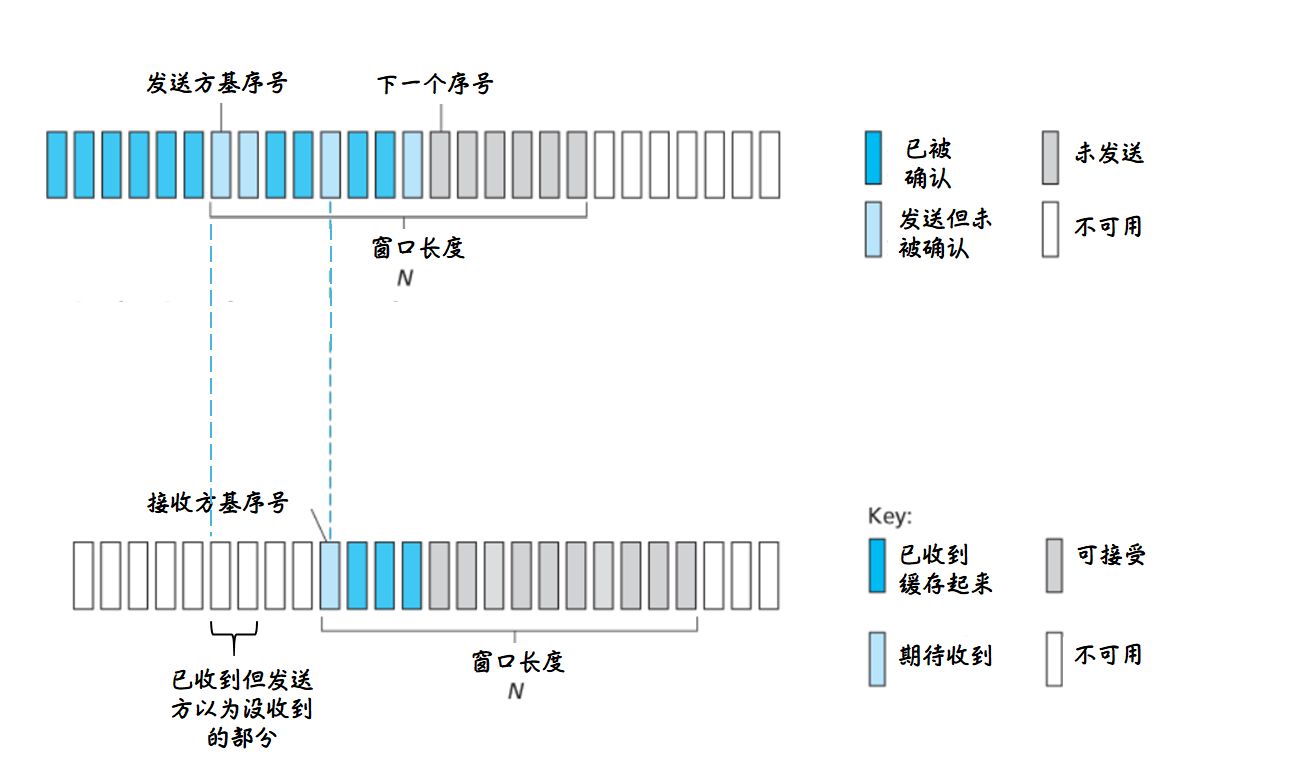 发送方基序号
下一个序号
已被
确认
未发送
发送但未
被确认
不可用
窗口长度
N
接收方基序号
Key:
已收到
缓存起来
可接受
期待收到
不可用
窗口长度
N
已收到但发送
方以为没收到
的部分